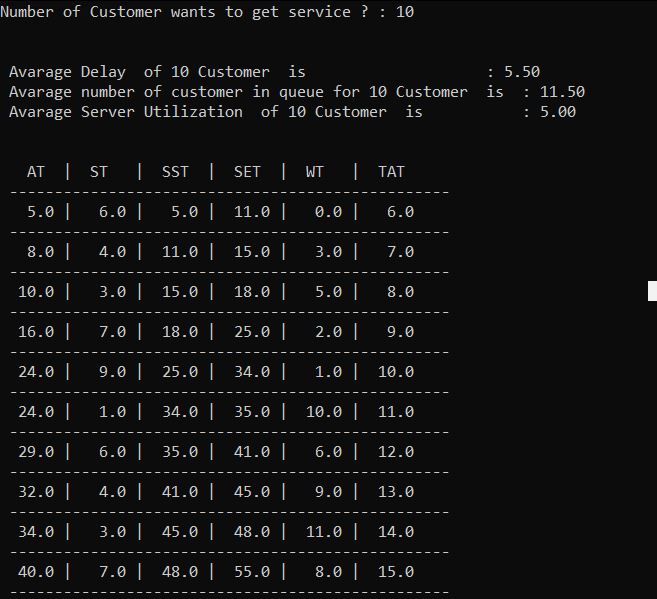 Number of Customer wants to get service ? : 10
Avarage Delay  of 10 Customer  is                    : 5.50
Avarage number of customer in queue for 10 Customer  is  : 11.50
Avarage Server Utilization  of 10 Customer  is           : 5.00
AT  |  ST   |  SST  |  SET  |  WT   |  TAT
-------------------------------------------------
5.0 |   6.0 |   5.0 |  11.0 |   0.0 |   6.0
-------------------------------------------------
8.0 |   4.0 |  11.0 |  15.0 |   3.0 |   7.0
-------------------------------------------------
10.0 |   3.0 |  15.0 |  18.0 |   5.0 |   8.0
-------------------------------------------------
16.0 |   7.0 |  18.0 |  25.0 |   2.0 |   9.0
-------------------------------------------------
24.0 |   9.0 |  25.0 |  34.0 |   1.0 |  10.0
-------------------------------------------------
24.0 |   1.0 |  34.0 |  35.0 |  10.0 |  11.0
-------------------------------------------------
29.0 |   6.0 |  35.0 |  41.0 |   6.0 |  12.0
-------------------------------------------------
32.0 |   4.0 |  41.0 |  45.0 |   9.0 |  13.0
-------------------------------------------------
34.0 |   3.0 |  45.0 |  48.0 |  11.0 |  14.0
-------------------------------------------------
40.0 |   7.0 |  48.0 |  55.0 |   8.0 |  15.0
-------------------------------------------------